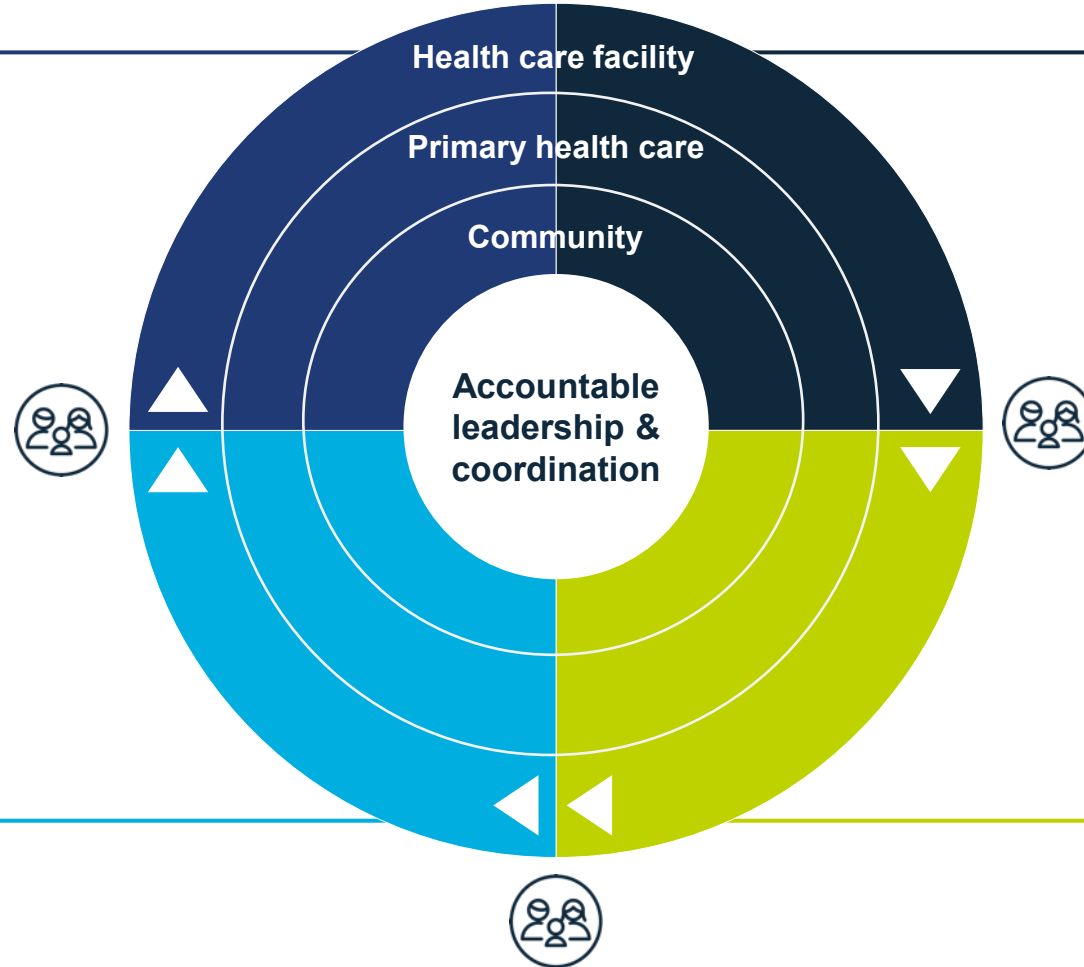 Health care facility
Primary health care
Community
Accountable
leadership &
coordination